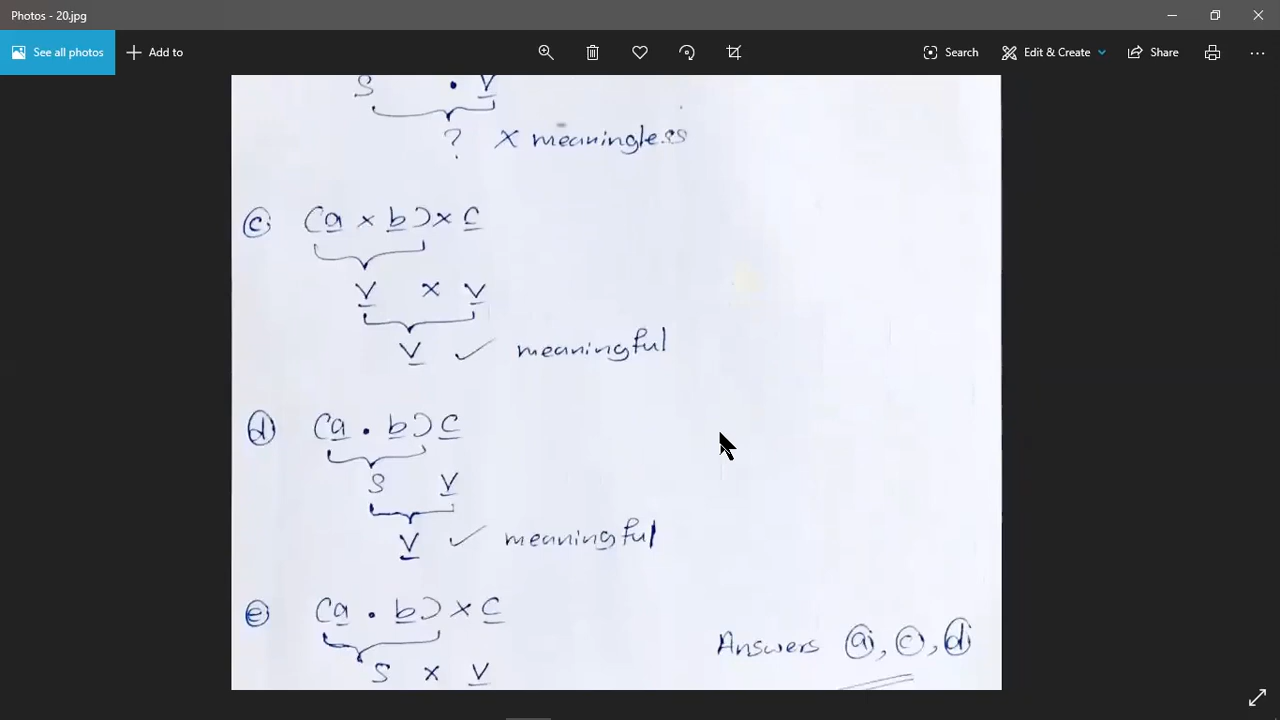 Photos - 20.jpg
See all photos
Add to
Search
Edit & Create
Share
S • V
? X meaningless
ⓒ (a × b) × c
V × V
V ✓ meaningful
ⓓ (a • b) c
S V
V ✓ meaningful
ⓔ (a • b) × c
S × V
Answers ⓐ, ⓒ, ⓓ